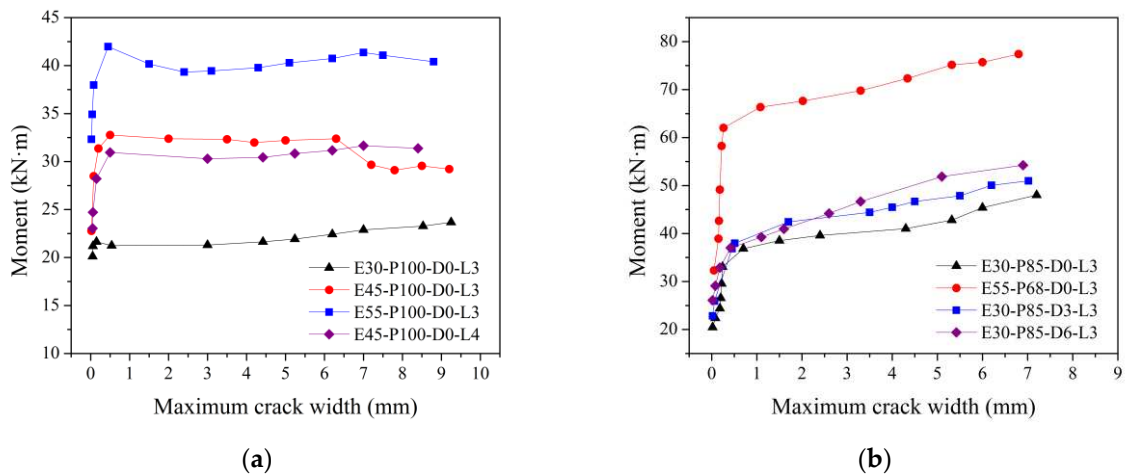 45
40
35
30
25
20
15
10
Moment (kN·m)
0 1 2 3 4 5 6 7 8 9 10
Maximum crack width (mm)
E30-P100-D0-L3
E45-P100-D0-L3
E55-P100-D0-L3
E45-P100-D0-L4
(a)
80
70
60
50
40
30
20
Moment (kN·m)
0 1 2 3 4 5 6 7 8 9
Maximum crack width (mm)
E30-P85-D0-L3
E55-P68-D0-L3
E30-P85-D3-L3
E30-P85-D6-L3
(b)